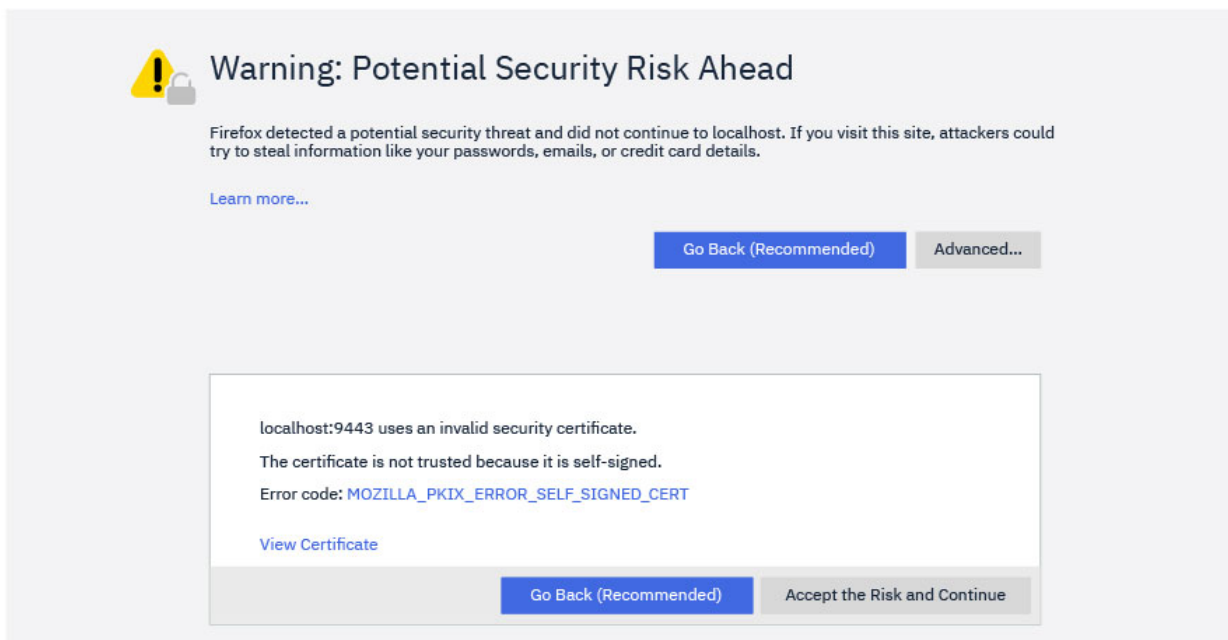 Warning: Potential Security Risk Ahead
Firefox detected a potential security threat and did not continue to localhost. If you visit this site, attackers could
try to steal information like your passwords, emails, or credit card details.
Learn more...
Go Back (Recommended)
Advanced...
localhost:9443 uses an invalid security certificate.
The certificate is not trusted because it is self-signed.
Error code: MOZILLA_PKIX_ERROR_SELF_SIGNED_CERT
View Certificate
Go Back (Recommended)
Accept the Risk and Continue